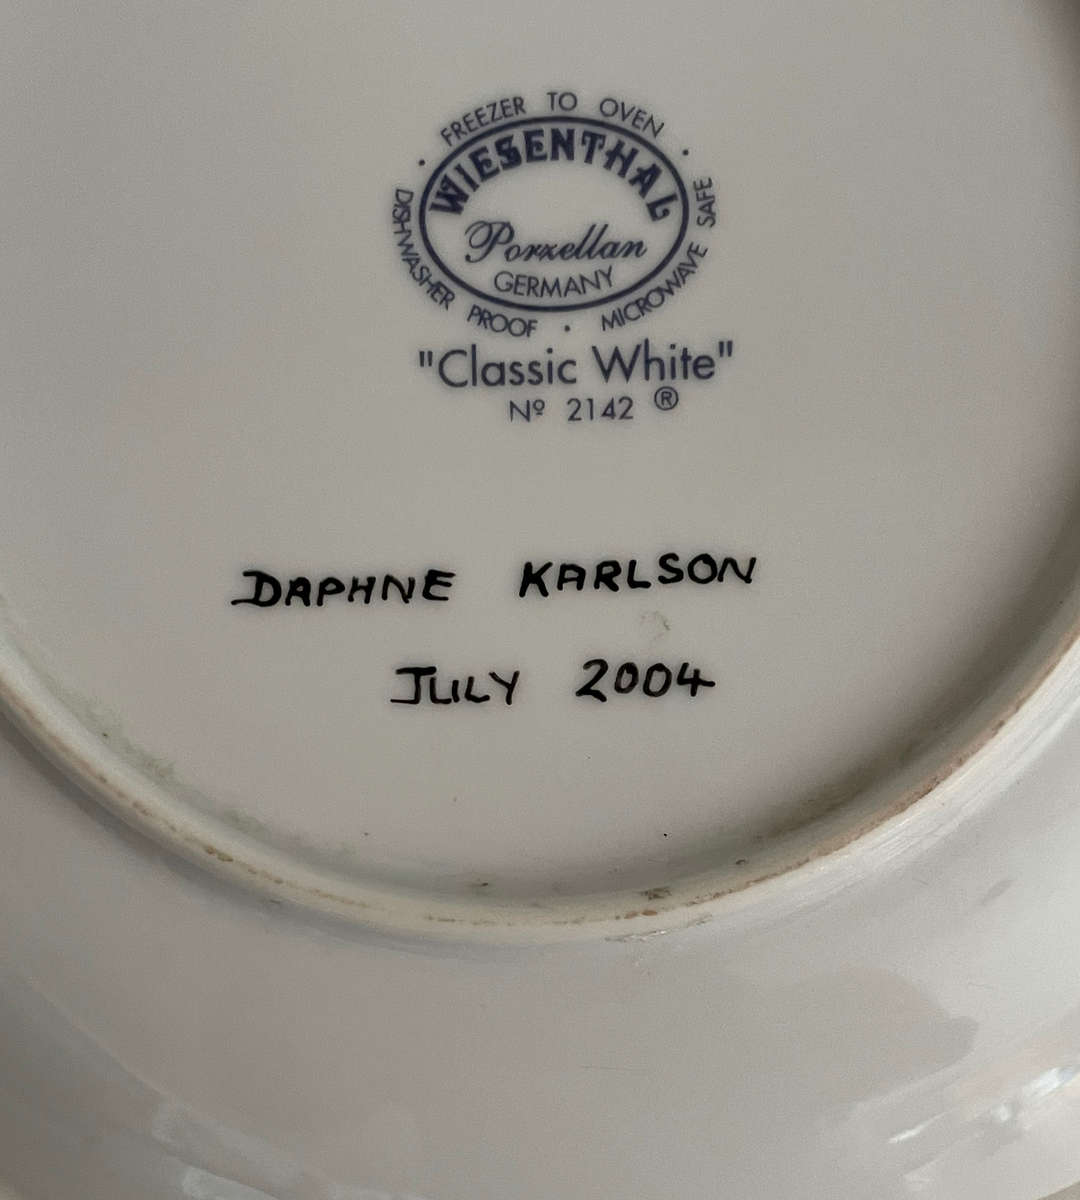 FREEZER TO OVEN
WIESENTHAL
Porzellan
GERMANY
DISHWASHER PROOF · MICROWAVE SAFE ·
"Classic White"
Nº 2142 ®
DAPHNE KARLSON
JULY 2004